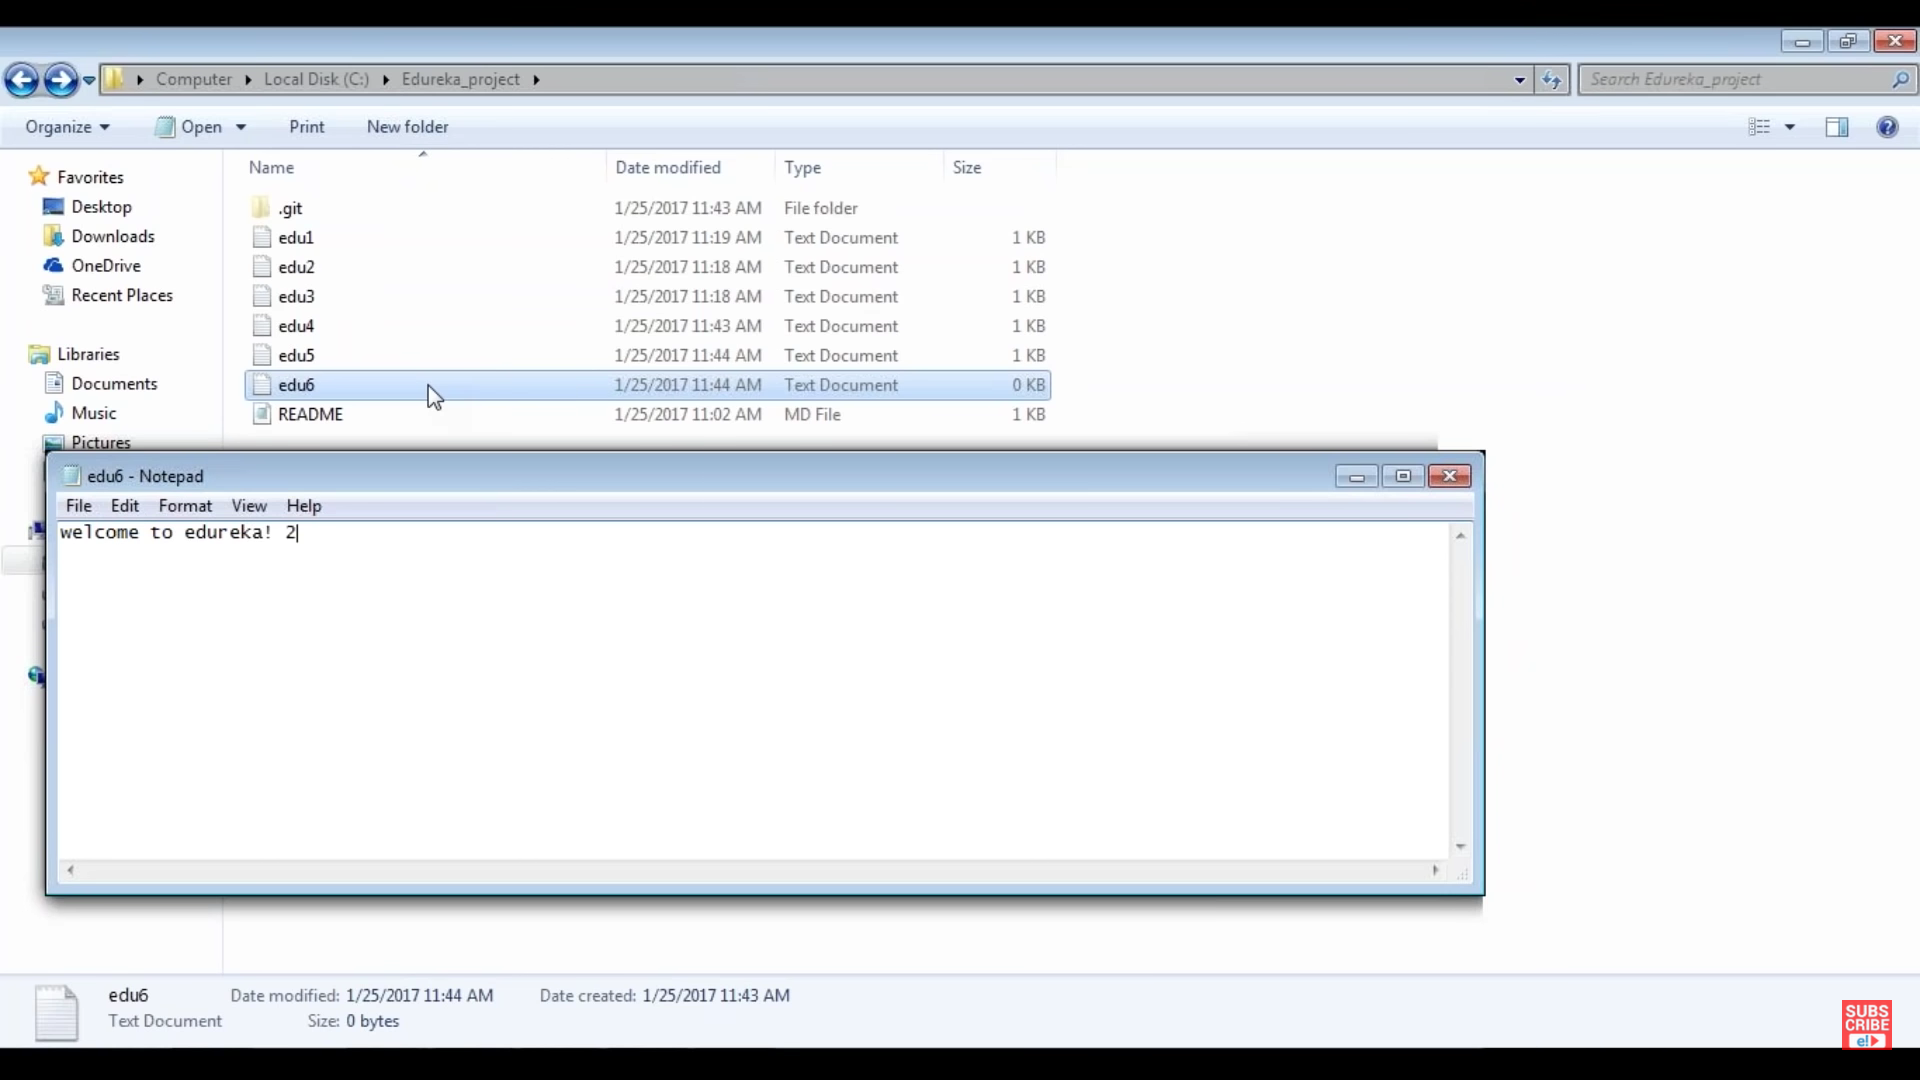 Computer Local Disk (C:) Edureka_project
Search Edureka_project
Organize Open Print New folder
Name Date modified Type Size
Favorites
Desktop
Downloads
OneDrive
Recent Places
Libraries
Documents
Music
Pictures
.git 1/25/2017 11:43 AM File folder
edu1 1/25/2017 11:19 AM Text Document 1 KB
edu2 1/25/2017 11:18 AM Text Document 1 KB
edu3 1/25/2017 11:18 AM Text Document 1 KB
edu4 1/25/2017 11:43 AM Text Document 1 KB
edu5 1/25/2017 11:44 AM Text Document 1 KB
edu6 1/25/2017 11:44 AM Text Document 0 KB
README 1/25/2017 11:02 AM MD File 1 KB
edu6 - Notepad
File Edit Format View Help
welcome to edureka! 2
edu6 Date modified: 1/25/2017 11:44 AM Date created: 1/25/2017 11:43 AM
Text Document Size: 0 bytes
SUBS
CRIBE
e!